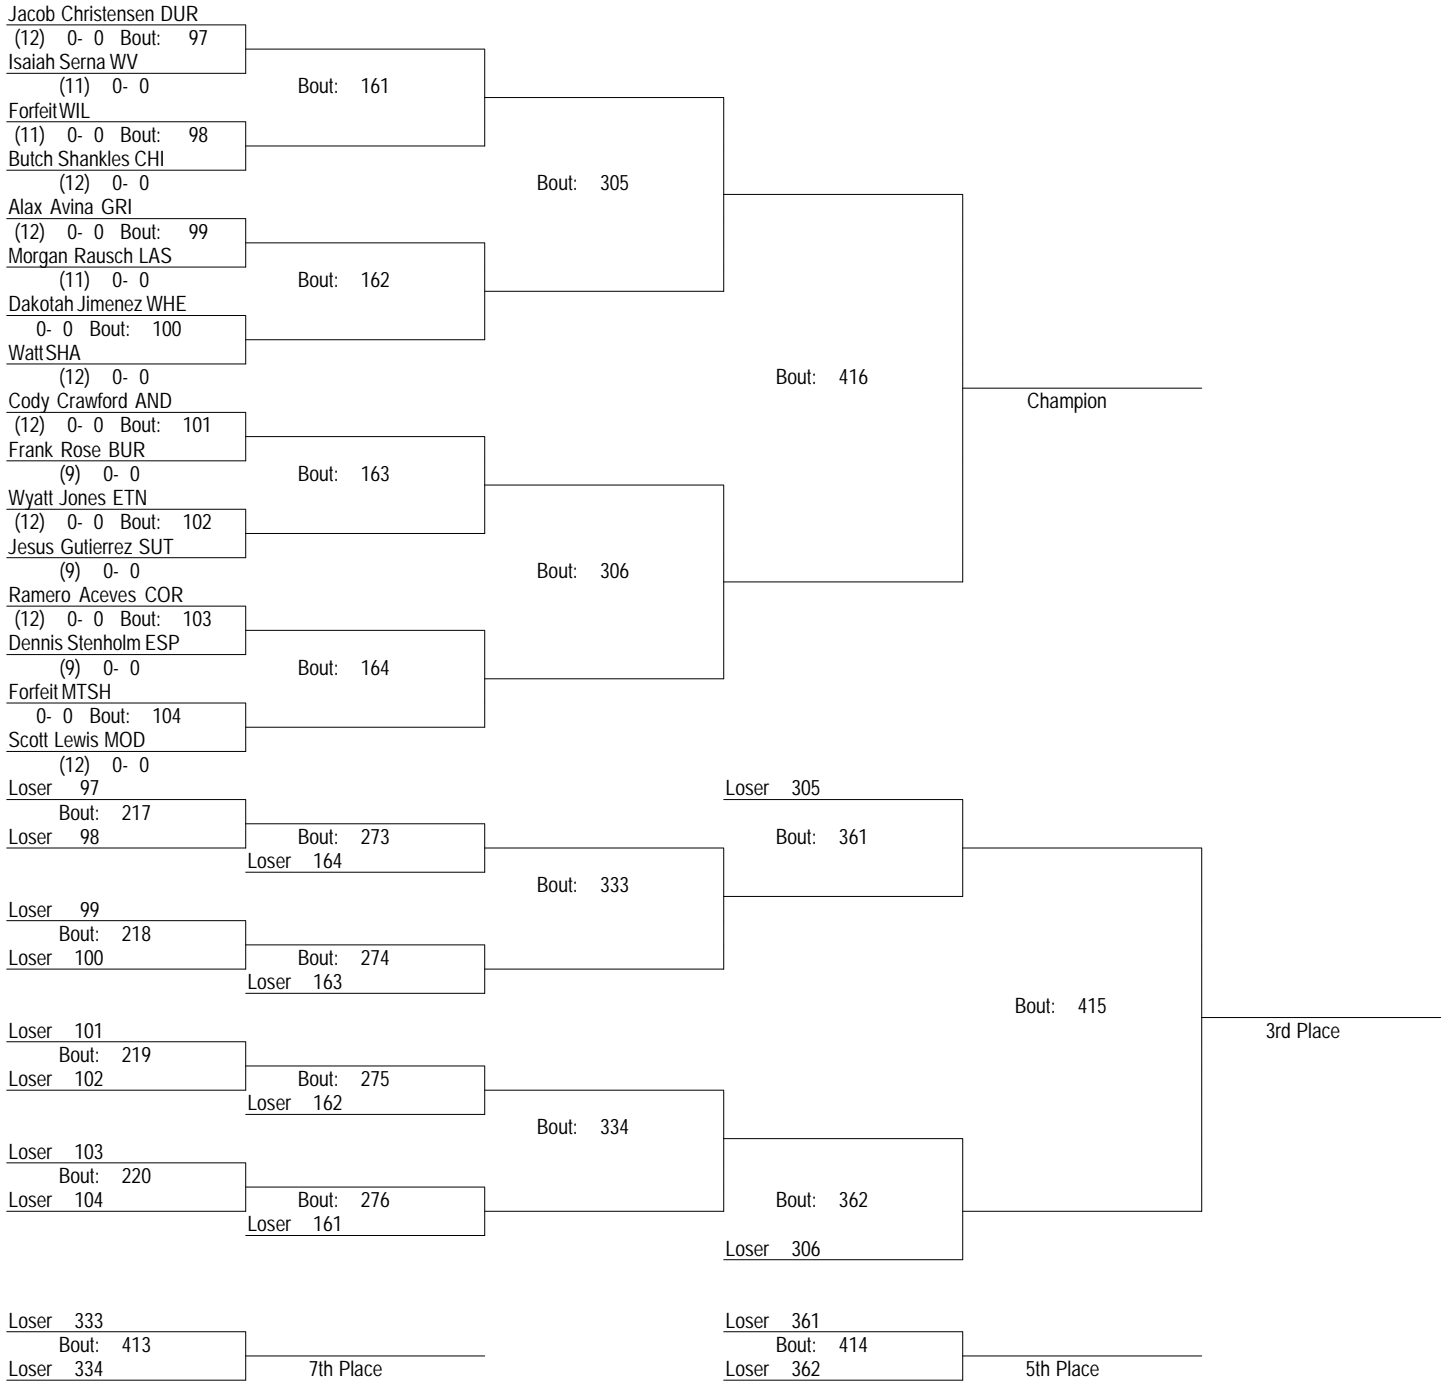 Jacob Christensen DUR
(12) 0- 0 Bout: 97
Isaiah Serna WV
(11) 0- 0
Bout: 161
Forfeit WIL
(11) 0- 0 Bout: 98
Butch Shankles CHI
(12) 0- 0
Bout: 305
Alax Avina GRI
(12) 0- 0 Bout: 99
Morgan Rausch LAS
(11) 0- 0
Bout: 162
Dakotah Jimenez WHE
0- 0 Bout: 100
Watt SHA
(12) 0- 0
Bout: 416
Champion
Cody Crawford AND
(12) 0- 0 Bout: 101
Frank Rose BUR
(9) 0- 0
Bout: 163
Wyatt Jones ETN
(12) 0- 0 Bout: 102
Jesus Gutierrez SUT
(9) 0- 0
Bout: 306
Ramero Aceves COR
(12) 0- 0 Bout: 103
Dennis Stenholm ESP
(9) 0- 0
Bout: 164
Forfeit MTSH
0- 0 Bout: 104
Scott Lewis MOD
(12) 0- 0
Loser 97
Bout: 217
Loser 98
Bout: 273
Loser 164
Loser 305
Bout: 361
Bout: 333
Loser 99
Bout: 218
Loser 100
Bout: 274
Loser 163
Bout: 415
3rd Place
Loser 101
Bout: 219
Loser 102
Bout: 275
Loser 162
Bout: 334
Loser 103
Bout: 220
Loser 104
Bout: 276
Loser 161
Bout: 362
Loser 306
Loser 333
Bout: 413
Loser 334
7th Place
Loser 361
Bout: 414
Loser 362
5th Place